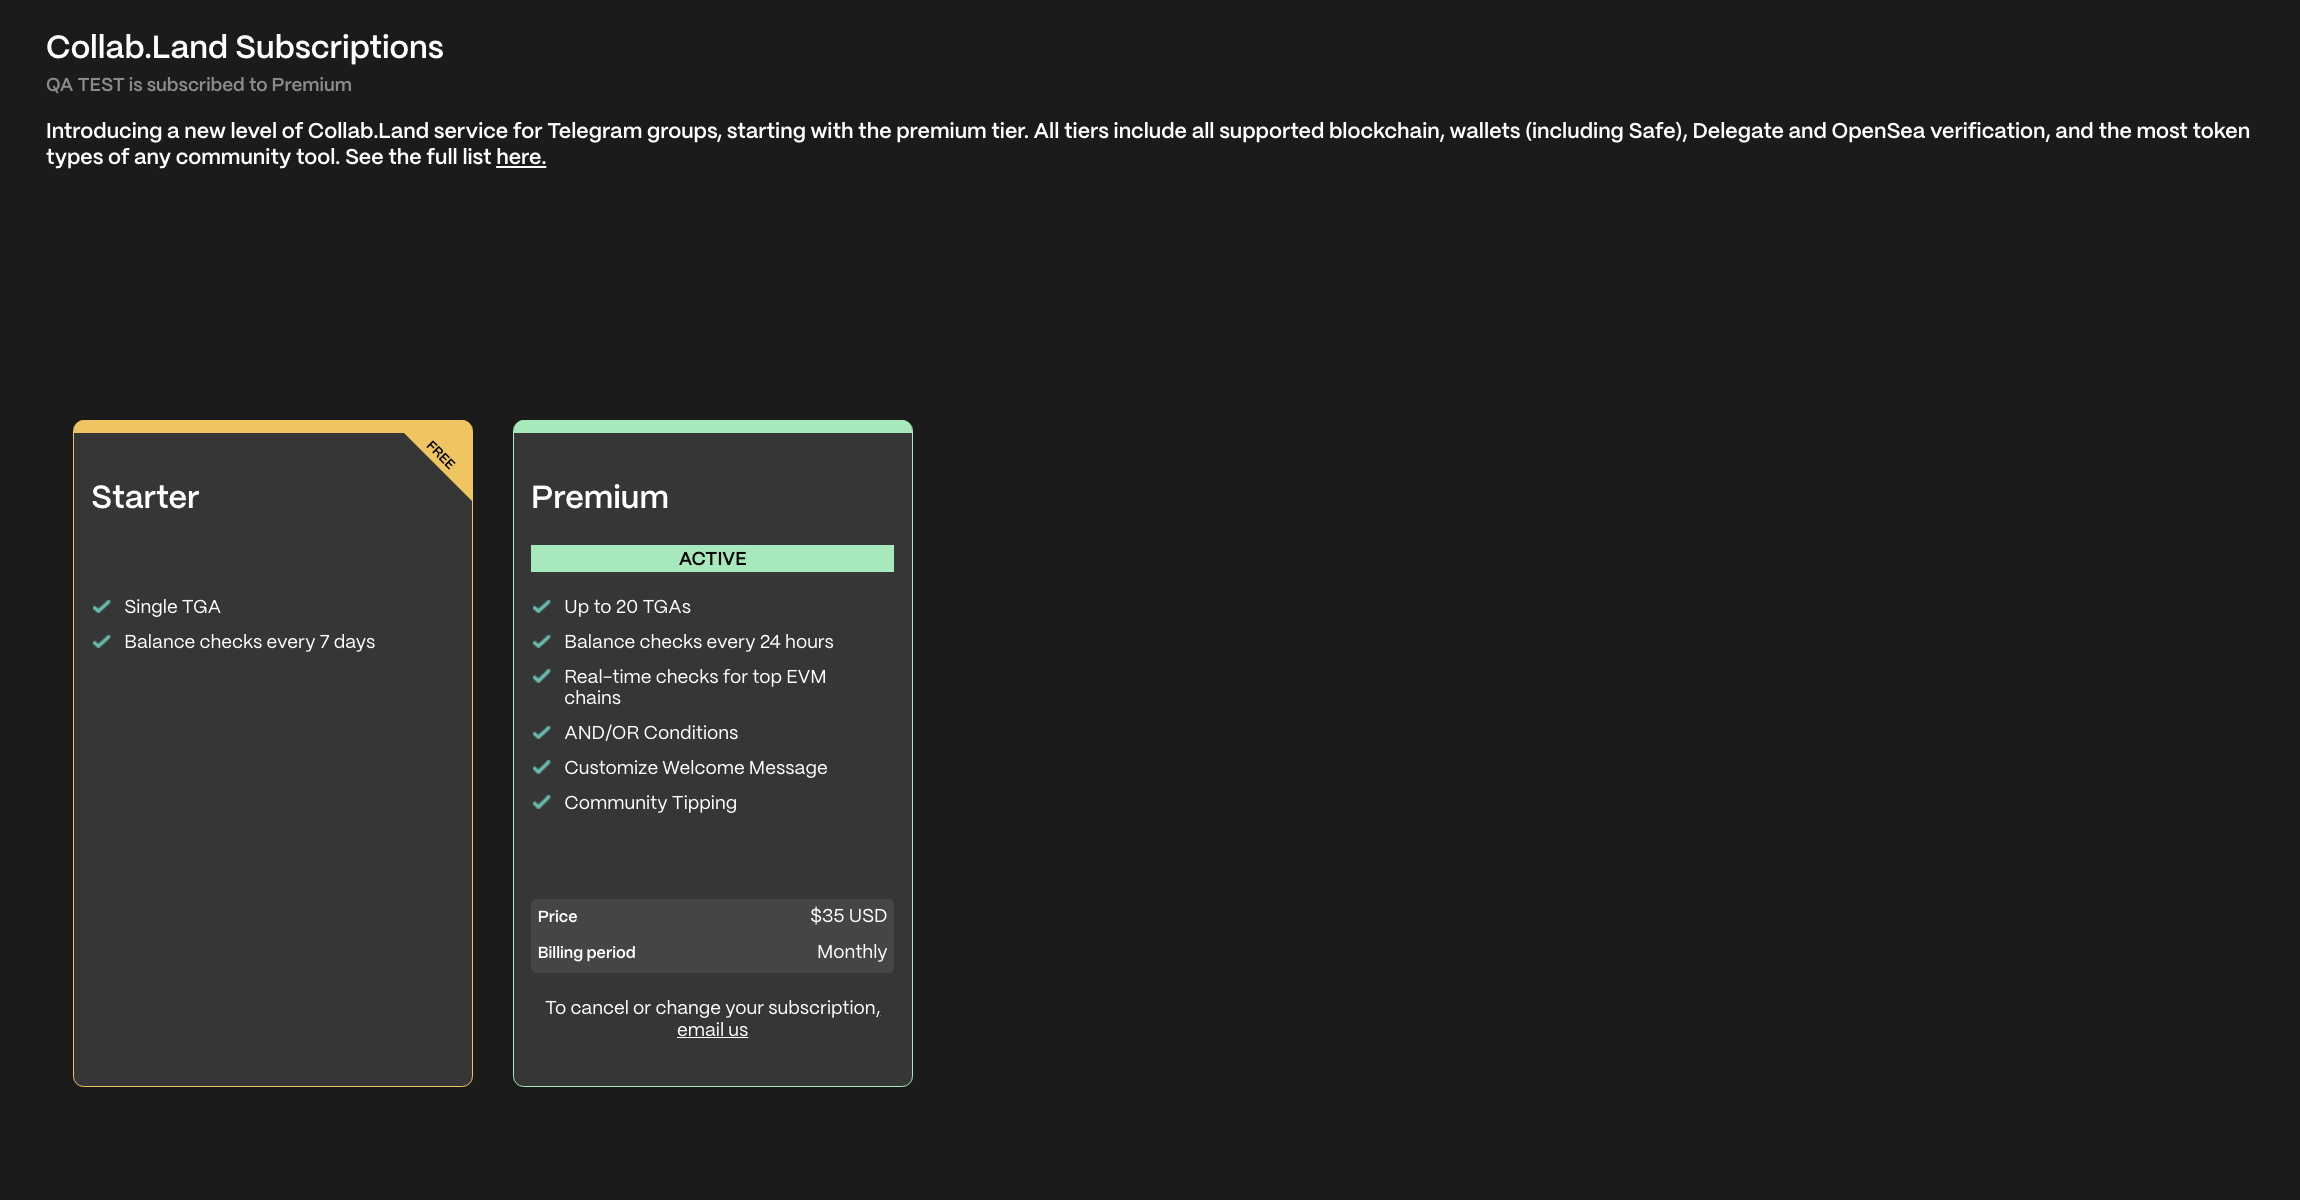 Collab.Land Subscriptions
QA TEST is subscribed to Premium
Introducing a new level of Collab.Land service for Telegram groups, starting with the premium tier. All tiers include all supported blockchain, wallets (including Safe), Delegate and OpenSea verification, and the most token
types of any community tool. See the full list here.
FREE
Starter
Single TGA
Balance checks every 7 days
Premium
ACTIVE
Up to 20 TGAs
Balance checks every 24 hours
Real-time checks for top EVM
chains
AND/OR Conditions
Customize Welcome Message
Community Tipping
Price $35 USD
Billing period Monthly
To cancel or change your subscription,
email us